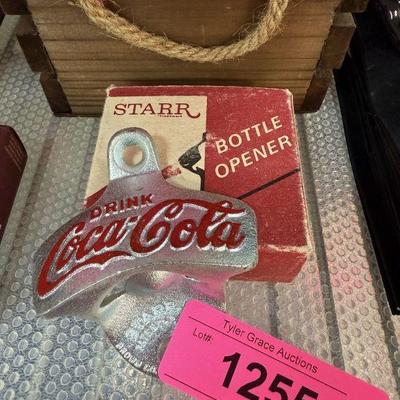 STARR
BOTTLE
OPENER
DRINK
Coca-Cola
Tyler Grace Auctions
Lot#:
1255